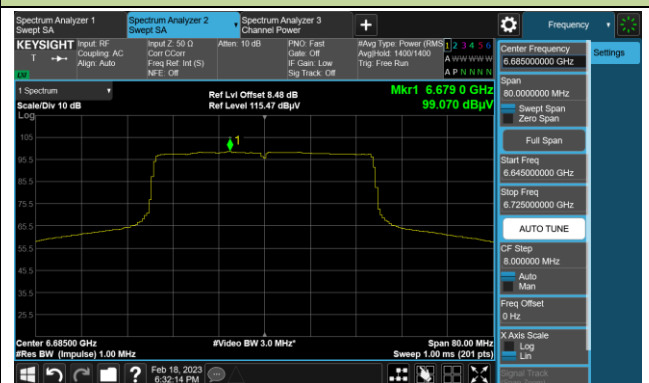 Spectrum Analyzer 1
Swept SA
Spectrum Analyzer 2
Swept SA
Spectrum Analyzer 3
Channel Power
+
Frequency
KEYSIGHT
T
LNI
Input: RF
Coupling: AC
Align: Auto
Input Z: 50 Ω
Corr CCorr
Freq Ref: Int (S)
NFE: Off
Atten: 10 dB
PNO: Fast
Gate: Off
IF Gain: Low
Sig Track: Off
#Avg Type: Power (RMS
Avg|Hold: 1400/1400
Trig: Free Run
1 2 3 4 5 6
A W W W W W
A P N N N N
1 Spectrum
Scale/Div 10 dB
Log
Ref Lvl Offset 8.48 dB
Ref Level 115.47 dBµV
Mkr1 6.679 0 GHz
99.070 dBµV
1
105
95.5
85.5
75.5
65.5
55.5
45.5
35.5
25.5
Center 6.68500 GHz
#Res BW (Impulse) 1.00 MHz
#Video BW 3.0 MHz*
Span 80.00 MHz
Sweep 1.00 ms (201 pts)
Feb 18, 2023
6:32:14 PM
?
Center Frequency
6.685000000 GHz
Settings
Span
80.0000000 MHz
Swept Span
Zero Span
Full Span
Start Freq
6.645000000 GHz
Stop Freq
6.725000000 GHz
AUTO TUNE
CF Step
8.000000 MHz
Auto
Man
Freq Offset
0 Hz
X Axis Scale
Log
Lin
Signal Track